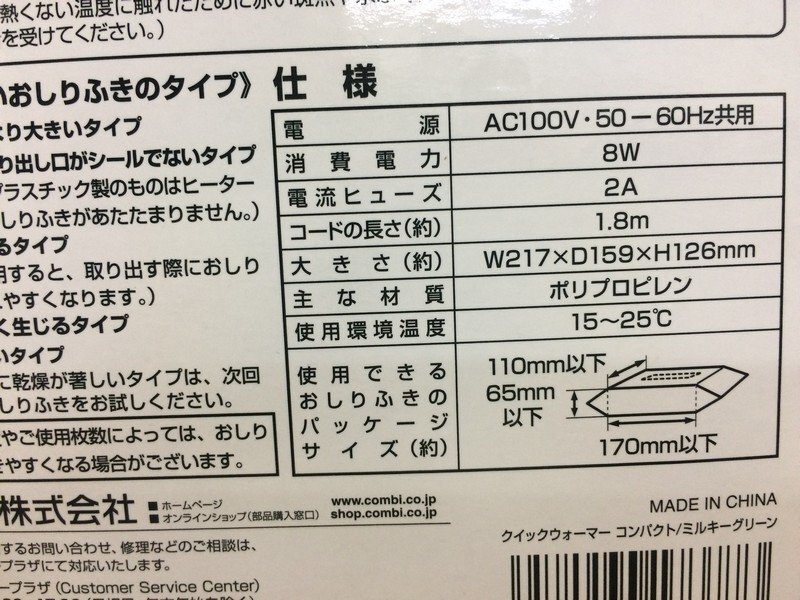 熱くない温度に触れたために赤い斑点や
を受けてください。)
いおしりふきのタイプ》
より大きいタイプ
り出し口がシールでないタイプ
プラスチック製のものはヒーター
しりふきがあたたまりません。)
るタイプ
用すると、取り出す際におしり
やすくなります。)
く生じるタイプ
いタイプ
に乾燥が著しいタイプは、次回
しりふきをお試しください。
やご使用枚数によっては、おしり
きやすくなる場合がございます。
仕様
電源 AC100V・50－60Hz共用
消費電力 8W
電流ヒューズ 2A
コードの長さ(約) 1.8m
大きさ(約) W217×D159×H126mm
主な材質 ポリプロピレン
使用環境温度 15～25℃
使用できる
おしりふきの
パッケージ
サイズ(約)
110mm以下
65mm
以下
170mm以下
株式会社
■ホームページ www.combi.co.jp
■オンラインショップ(部品購入窓口) shop.combi.co.jp
するお問い合わせ、修理などのご相談は、
プラザにて対応いたします。
ープラザ (Customer Service Center)
MADE IN CHINA
クイックウォーマー コンパクト/ミルキーグリーン